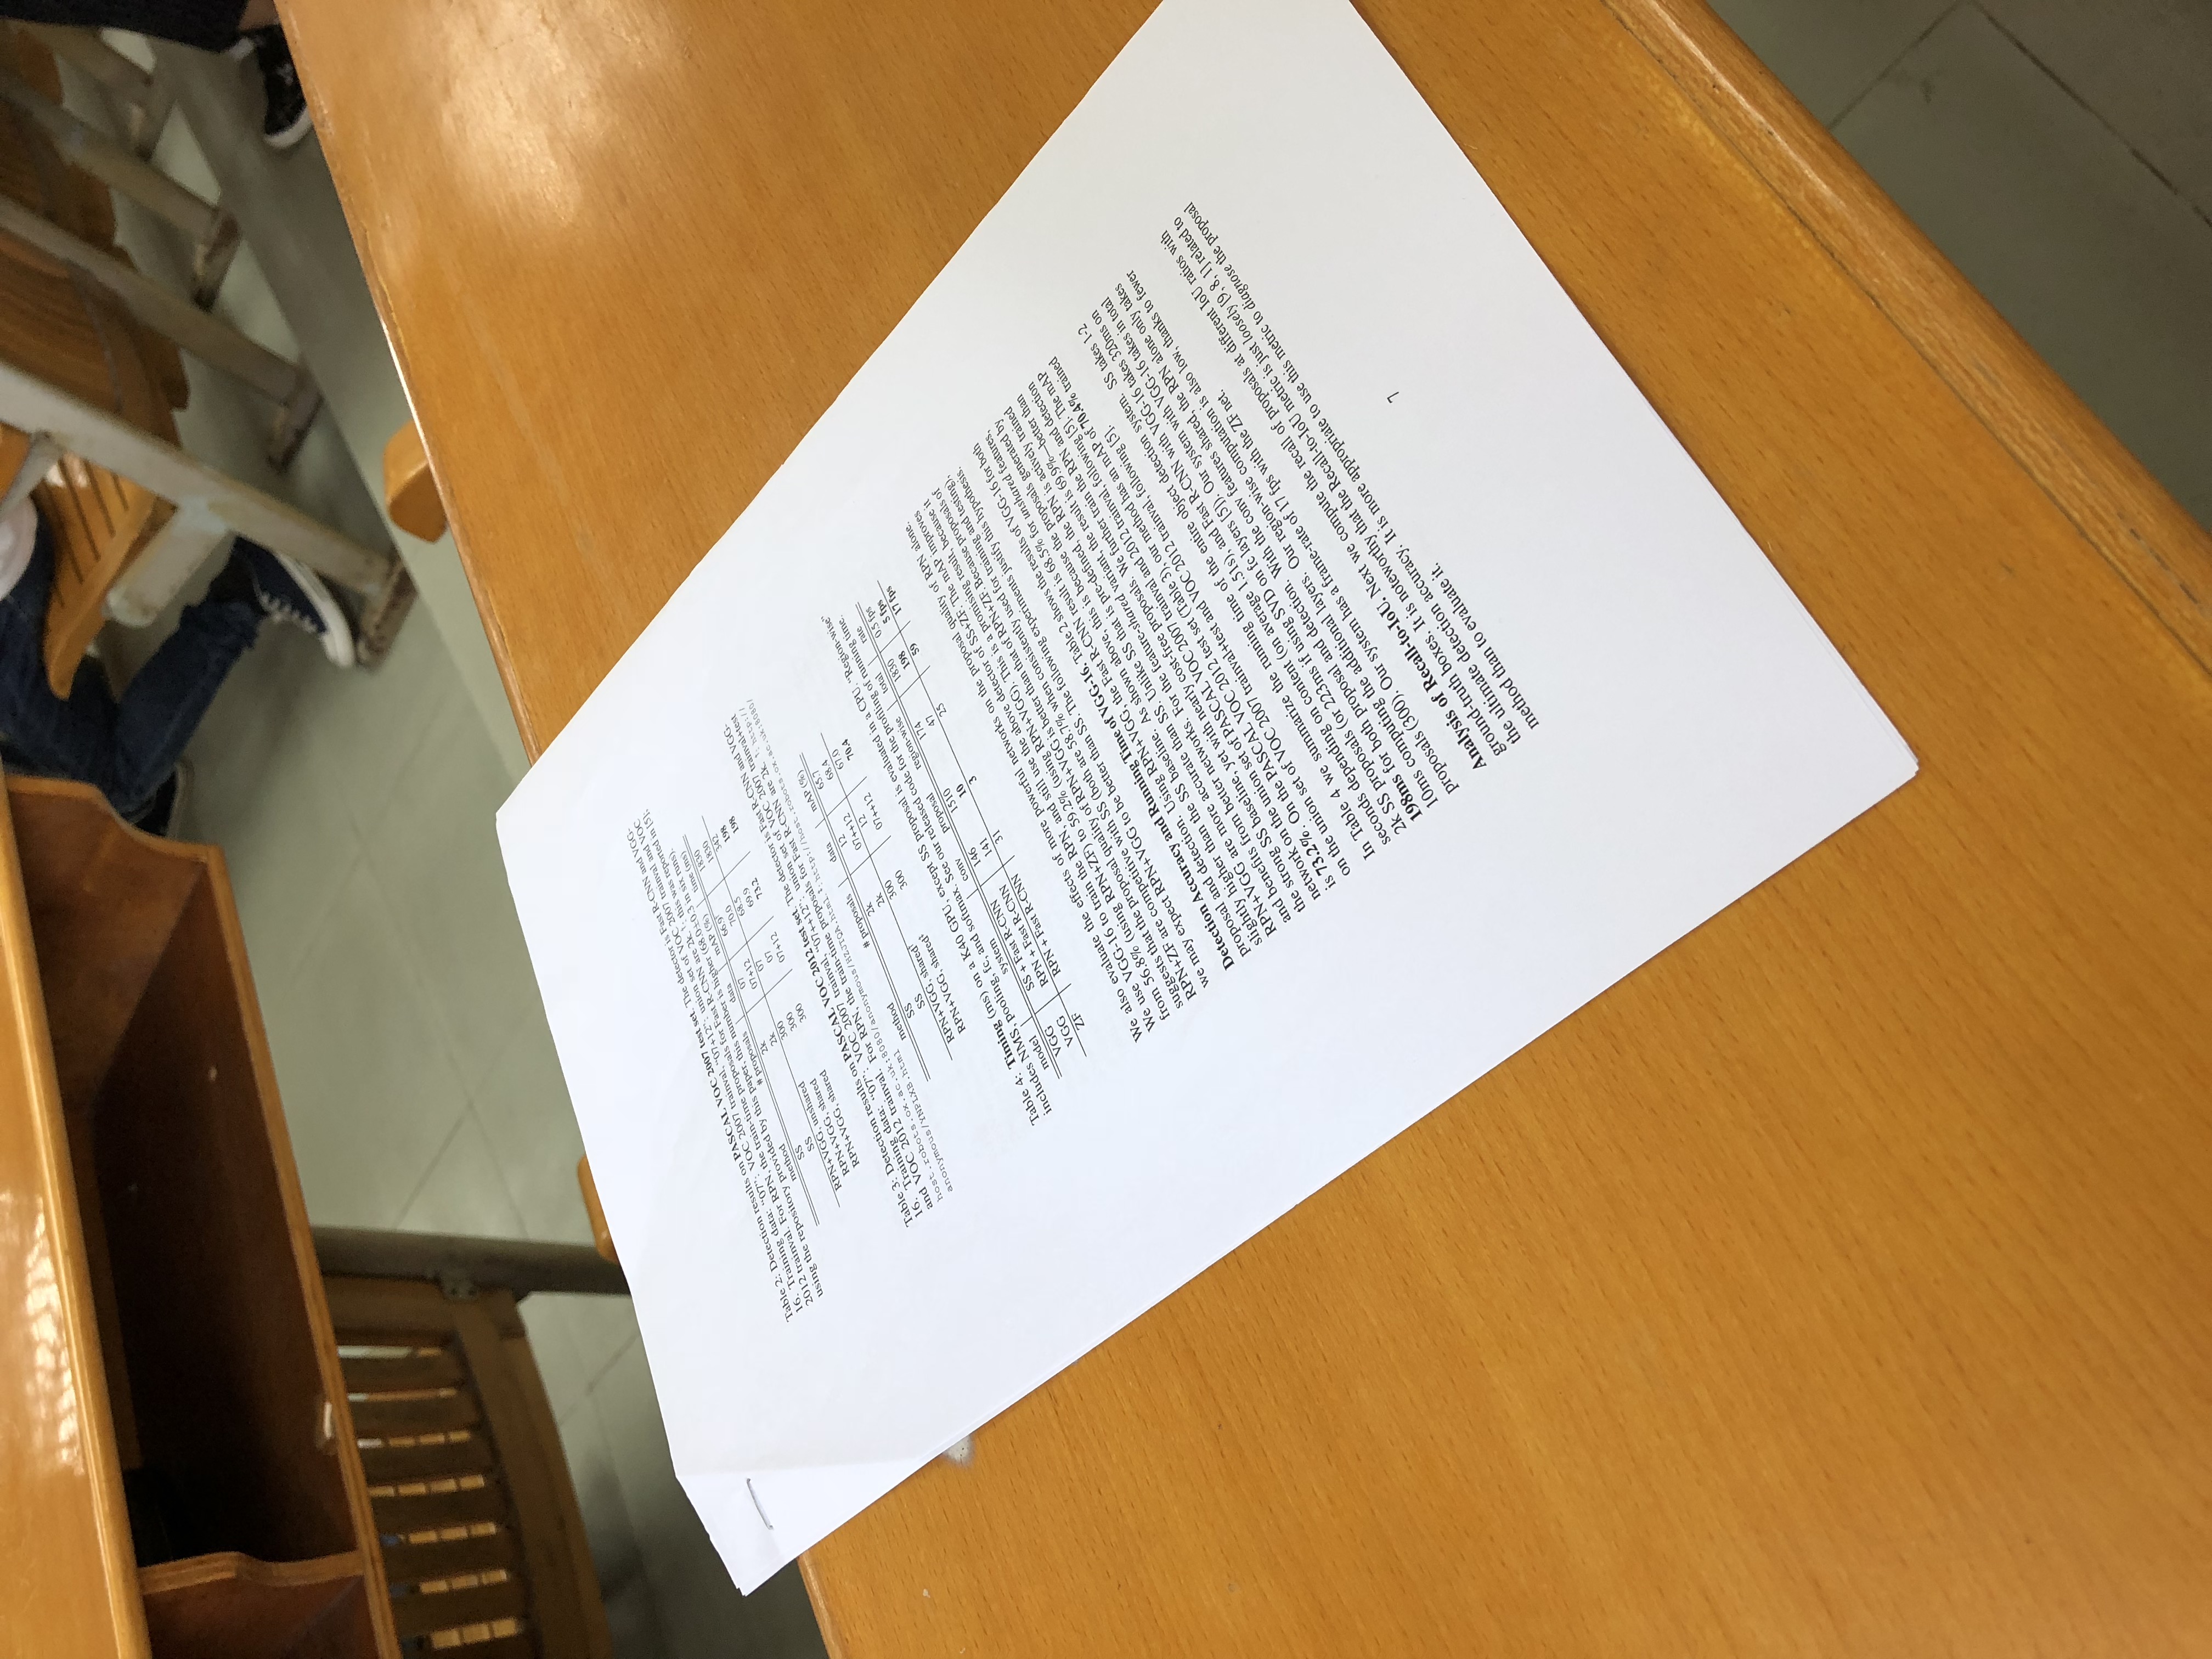 Table 2: Detection results on PASCAL VOC 2007 test set. The detector is Fast R-CNN and VGG-
16. Training data: "07": VOC 2007 trainval, "07+12": union set of VOC 2007 trainval and VOC
2012 trainval. For RPN, the train-time proposals for Fast R-CNN are 2k. †: this was reported in [5];
using the repository provided by this paper, this number is higher (68.0±0.3 in six runs).
method # proposals data mAP (%) time (ms)
SS 2k 07 66.9† 1830
SS 2k 07+12 70.0 1830
RPN+VGG, unshared 300 07 68.5 342
RPN+VGG, shared 300 07 69.9 198
RPN+VGG, shared 300 07+12 73.2 198
Table 3: Detection results on PASCAL VOC 2012 test set. The detector is Fast R-CNN and VGG-
16. Training data: "07": VOC 2007 trainval, "07++12": union set of VOC 2007 trainval+test
and VOC 2012 trainval. For RPN, the train-time proposals for Fast R-CNN are 2k. †: http://
host.robots.ox.ac.uk:8080/anonymous/HZJTQA.html. ‡: http://host.robots.ox.ac.uk:8080/
anonymous/YNPLXB.html
method # proposals data mAP (%)
SS 2k 12 65.7
SS 2k 07++12 68.4
RPN+VGG, shared† 300 12 67.0
RPN+VGG, shared‡ 300 07++12 70.4
Table 4: Timing (ms) on a K40 GPU, except SS proposal is evaluated in a CPU. "Region-wise"
includes NMS, pooling, fc, and softmax. See our released code for the profiling of running time.
model system conv proposal region-wise total rate
VGG SS + Fast R-CNN 146 1510 174 1830 0.5 fps
VGG RPN + Fast R-CNN 141 10 47 198 5 fps
ZF RPN + Fast R-CNN 31 3 25 59 17 fps
We also evaluate the effects of more powerful networks on the proposal quality of RPN alone.
We use VGG-16 to train the RPN, and still use the above detector of SS+ZF. The mAP improves
from 56.8% (using RPN+ZF) to 59.2% (using RPN+VGG). This is a promising result, because it
suggests that the proposal quality of RPN+VGG is better than that of RPN+ZF. Because proposals of
RPN+ZF are competitive with SS (both are 58.7% when consistently used for training and testing),
we may expect RPN+VGG to be better than SS. The following experiments justify this hypothesis.
Detection Accuracy and Running Time of VGG-16. Table 2 shows the results of VGG-16 for both
proposal and detection. Using RPN+VGG, the Fast R-CNN result is 68.5% for unshared features,
slightly higher than the SS baseline. As shown above, this is because the proposals generated by
RPN+VGG are more accurate than SS. Unlike SS that is pre-defined, the RPN is actively trained
and benefits from better networks. For the feature-shared variant, the result is 69.9%—better than
the strong SS baseline, yet with nearly cost-free proposals. We further train the RPN and detection
network on the union set of PASCAL VOC 2007 trainval and 2012 trainval, following [5]. The mAP
is 73.2%. On the PASCAL VOC 2012 test set (Table 3), our method has an mAP of 70.4% trained
on the union set of VOC 2007 trainval+test and VOC 2012 trainval, following [5].
In Table 4 we summarize the running time of the entire object detection system. SS takes 1-2
seconds depending on content (on average 1.51s), and Fast R-CNN with VGG-16 takes 320ms on
2k SS proposals (or 223ms if using SVD on fc layers [5]). Our system with VGG-16 takes in total
198ms for both proposal and detection. With the conv features shared, the RPN alone only takes
10ms computing the additional layers. Our region-wise computation is also low, thanks to fewer
proposals (300). Our system has a frame-rate of 17 fps with the ZF net.
Analysis of Recall-to-IoU. Next we compute the recall of proposals at different IoU ratios with
ground-truth boxes. It is noteworthy that the Recall-to-IoU metric is just loosely [9, 8, 1] related to
the ultimate detection accuracy. It is more appropriate to use this metric to diagnose the proposal
method than to evaluate it.
7